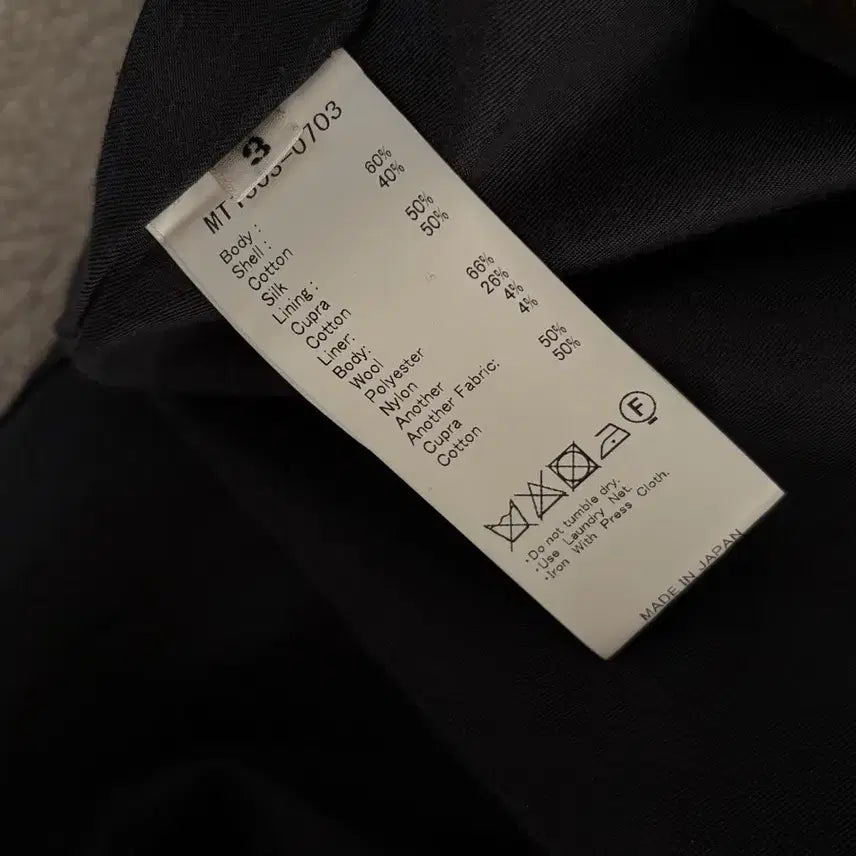 3
Body :
Shell :
Cotton 60%
Silk 40%
Lining :
Cupra 50%
Cotton 50%
Liner:
Body:
Wool 66%
Polyester 26%
Nylon 4%
Another 4%
Another Fabric:
Cupra 50%
Cotton 50%
F
·Do not tumble dry.
·Use Laundry Net.
·Iron With Press Cloth.
MADE IN JAPAN